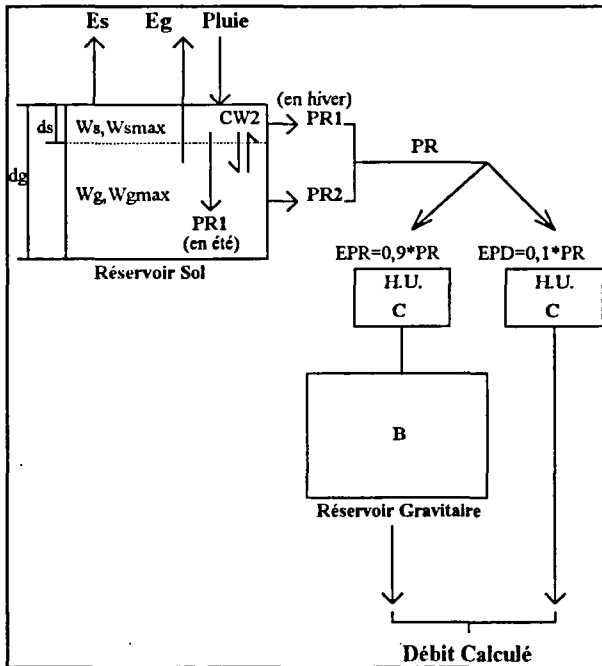 Es Eg Pluie
(en hiver)
ds Ws, Wsmax CW2 PR1
PR
dg
Wg, Wgmax PR1 PR2
(en été)
Réservoir Sol
EPR=0,9*PR EPD=0,1*PR
H.U. H.U.
C C
B
Réservoir Gravitaire
Débit Calculé